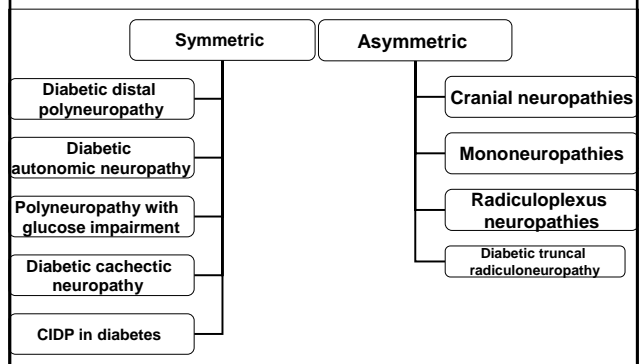 Symmetric
Diabetic distal
polyneuropathy
Diabetic
autonomic neuropathy
Polyneuropathy with
glucose impairment
Diabetic cachectic
neuropathy
CIDP in diabetes
Asymmetric
Cranial neuropathies
Mononeuropathies
Radiculoplexus
neuropathies
Diabetic truncal
radiculoneuropathy